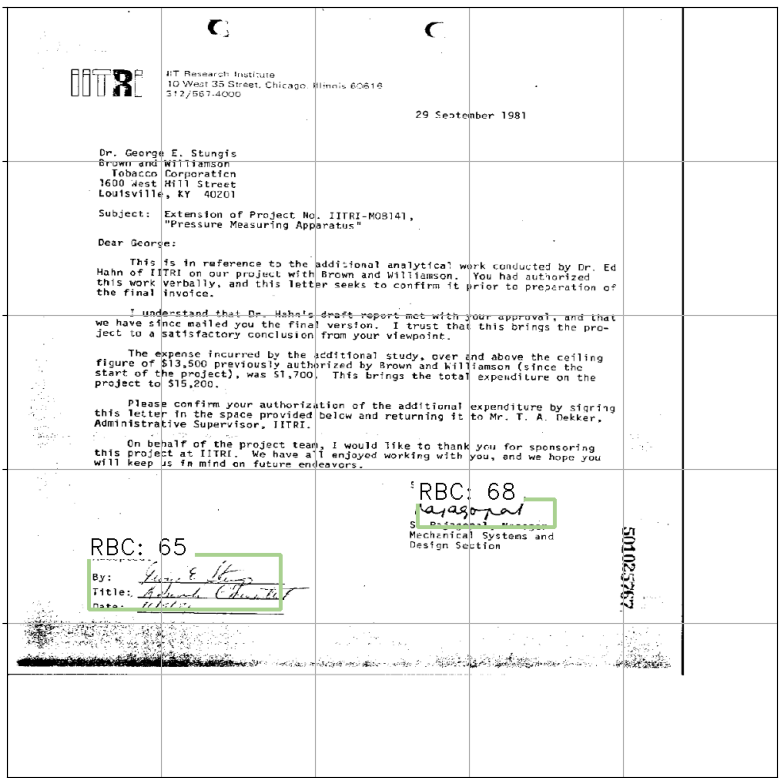 IITRI
IIT Research Institute
10 West 35 Street, Chicago, Illinois 60616
312/567-4000
29 September 1981
Dr. George E. Stungis
Brown and Williamson
Tobacco Corporation
1600 West Hill Street
Louisville, KY 40201
Subject: Extension of Project No. IITRI-M08141,
"Pressure Measuring Apparatus"
Dear George:
This is in reference to the additional analytical work conducted by Dr. Ed
Hahn of IITRI on our project with Brown and Williamson. You had authorized
this work verbally, and this letter seeks to confirm it prior to preparation of
the final invoice.
I understand that Dr. Hahn's draft report met with your approval, and that
we have since mailed you the final version. I trust that this brings the pro-
ject to a satisfactory conclusion from your viewpoint.
The expense incurred by the additional study, over and above the ceiling
figure of $13,500 previously authorized by Brown and Williamson (since the
start of the project), was $1,700. This brings the total expenditure on the
project to $15,200.
Please confirm your authorization of the additional expenditure by signing
this letter in the space provided below and returning it to Mr. T. A. Dekker,
Administrative Supervisor, IITRI.
On behalf of the project team, I would like to thank you for sponsoring
this project at IITRI. We have all enjoyed working with you, and we hope you
will keep us in mind on future endeavors.
RBC: 68
Rajagopal
S. Rajagopal, Manager
Mechanical Systems and
Design Section
RBC: 65
By: George E. Stungis
Title:
Date:
501025767